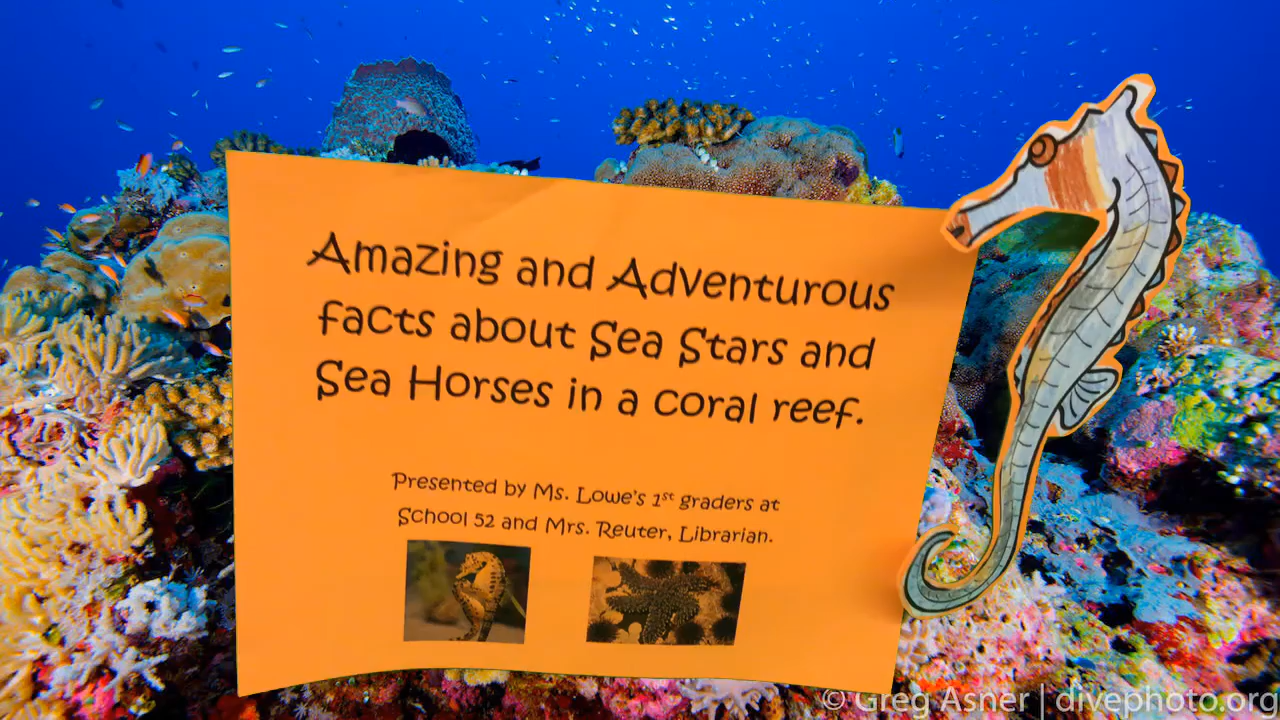 Amazing and Adventurous
facts about Sea Stars and
Sea Horses in a coral reef.
Presented by Ms. Lowe's 1st graders at
School 52 and Mrs. Reuter, Librarian.
© Greg Asner | divephoto.org